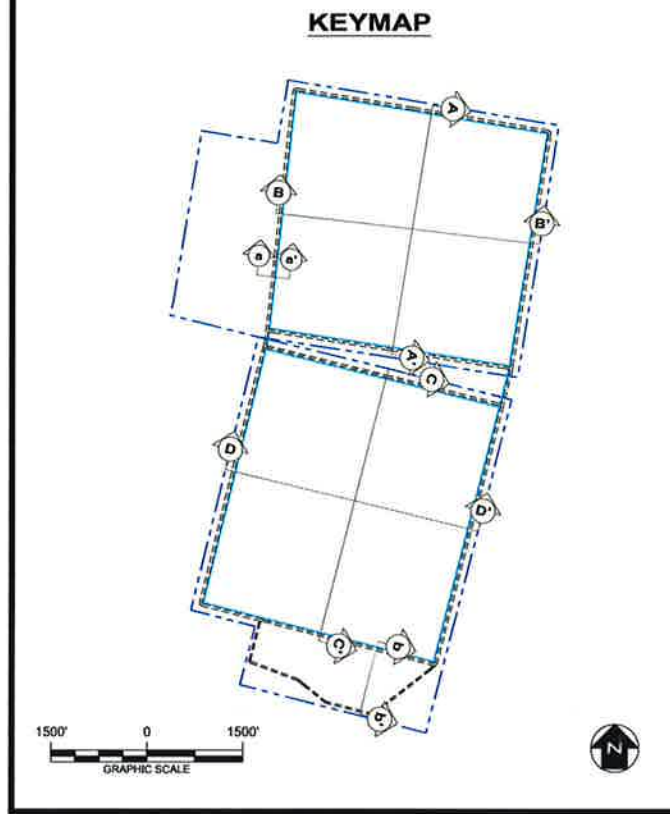 KEYMAP
A
B
B'
a
a'
A'
C
D
D'
C'
b
b'
1500'
0
1500'
GRAPHIC SCALE
N